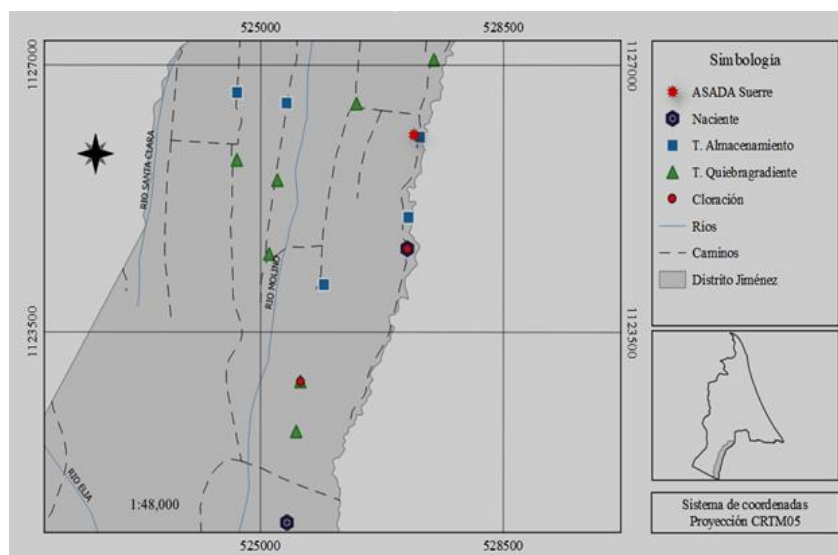 525000
528500
1127000
1127000
Simbología
ASADA Suerre
Naciente
T. Almacenamiento
T. Quiebragradiente
Cloración
Ríos
Caminos
Distrito Jiménez
RIO SANTA CLARA
RIO MOLINO
1123500
1123500
RIO ELIA
1:48,000
Sistema de coordenadas
Proyección CRTM05
525000
528500